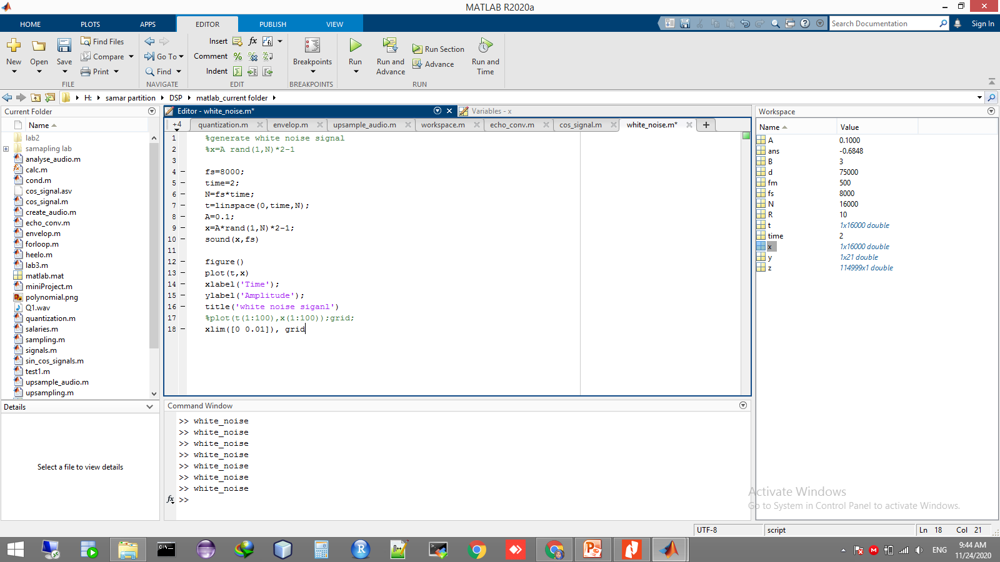 MATLAB R2020a
HOME PLOTS APPS EDITOR PUBLISH VIEW Search Documentation Sign In
New Open Save Find Files Compare Print Go To Find Insert fx Comment Indent Breakpoints Run Run and Advance Run Section Advance Run and Time
FILE NAVIGATE EDIT BREAKPOINTS RUN
H: samar partition DSP matlab_current folder
Current Folder
Name
lab2
samapling lab
analyse_audio.m
calc.m
cond.m
cos_signal.asv
cos_signal.m
create_audio.m
echo_conv.m
envelop.m
forloop.m
heelo.m
lab3.m
matlab.mat
miniProject.m
polynomial.png
Q1.wav
quantization.m
salaries.m
sampling.m
signals.m
sin_cos_signals.m
test1.m
upsample_audio.m
upsampling.m
Details
Select a file to view details
Editor - white_noise.m*
Variables - x
+4 quantization.m envelop.m upsample_audio.m workspace.m echo_conv.m cos_signal.m white_noise.m*
1 %generate white noise signal
2 %x=A rand(1,N)*2-1
3
4 fs=8000;
5 time=2;
6 N=fs*time;
7 t=linspace(0,time,N);
8 A=0.1;
9 x=A*rand(1,N)*2-1;
10 sound(x,fs)
11
12 figure()
13 plot(t,x)
14 xlabel('Time');
15 ylabel('Amplitude');
16 title('white noise siganl')
17 %plot(t(1:100),x(1:100));grid;
18 xlim([0 0.01]), grid
Command Window
>> white_noise
>> white_noise
>> white_noise
>> white_noise
>> white_noise
>> white_noise
>> white_noise
fx >>
Workspace
Name Value
A 0.1000
ans -0.6848
B 3
d 75000
fm 500
fs 8000
N 16000
R 10
t 1x16000 double
time 2
x 1x16000 double
y 1x21 double
z 114999x1 double
Activate Windows
Go to System in Control Panel to activate Windows.
UTF-8 script Ln 18 Col 21
ENG 9:44 AM
11/24/2020